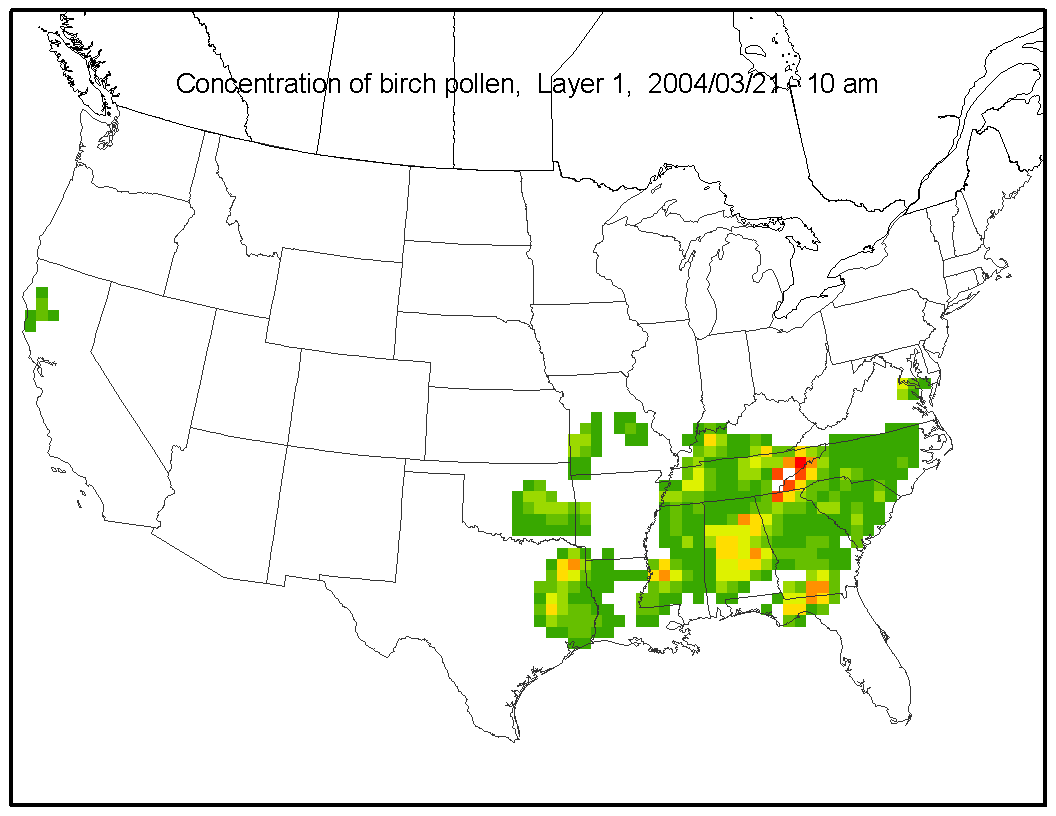 Concentration of birch pollen, Layer 1, 2004/03/21 - 10 am